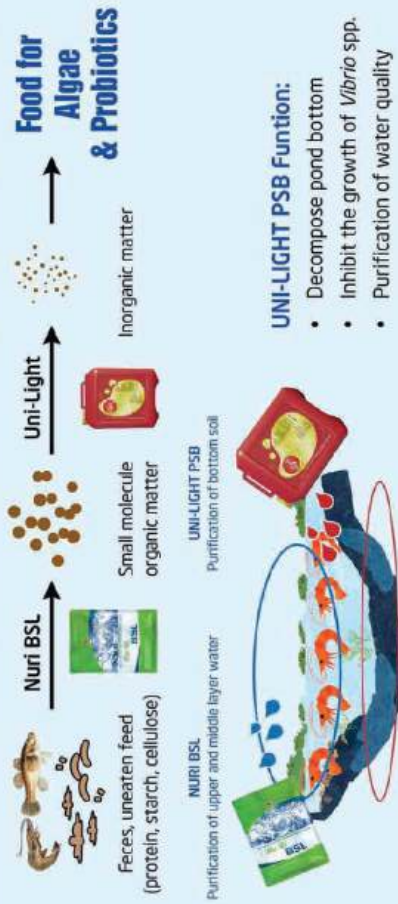 Nuri BSL
Uni-Light
Food for
Algae
& Probiotics
Feces, uneaten feed
(protein, starch, cellulose)
Small molecule
organic matter
Inorganic matter
NURI BSL
Purification of upper and middle layer water
UNI-LIGHT PSB
Purification of bottom soil
BSL
BSL
UNI-LIGHT PSB Funtion:
• Decompose pond bottom
• Inhibit the growth of Vibrio spp.
• Purification of water quality